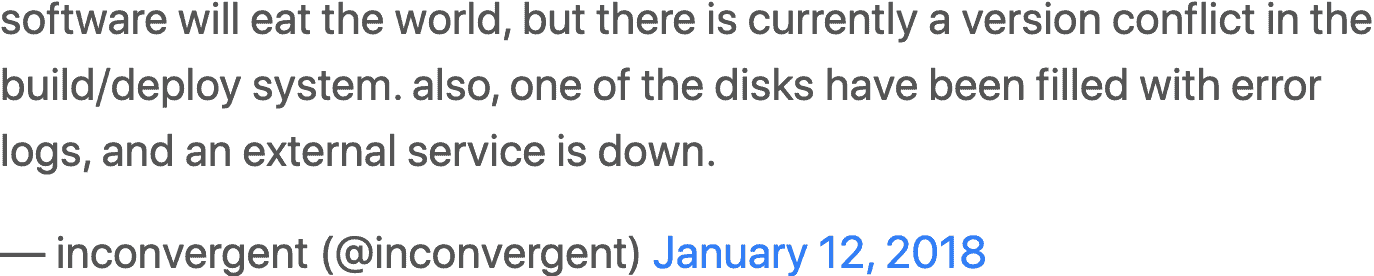 software will eat the world, but there is currently a version conflict in the
build/deploy system. also, one of the disks have been filled with error
logs, and an external service is down.
— inconvergent (@inconvergent) January 12, 2018